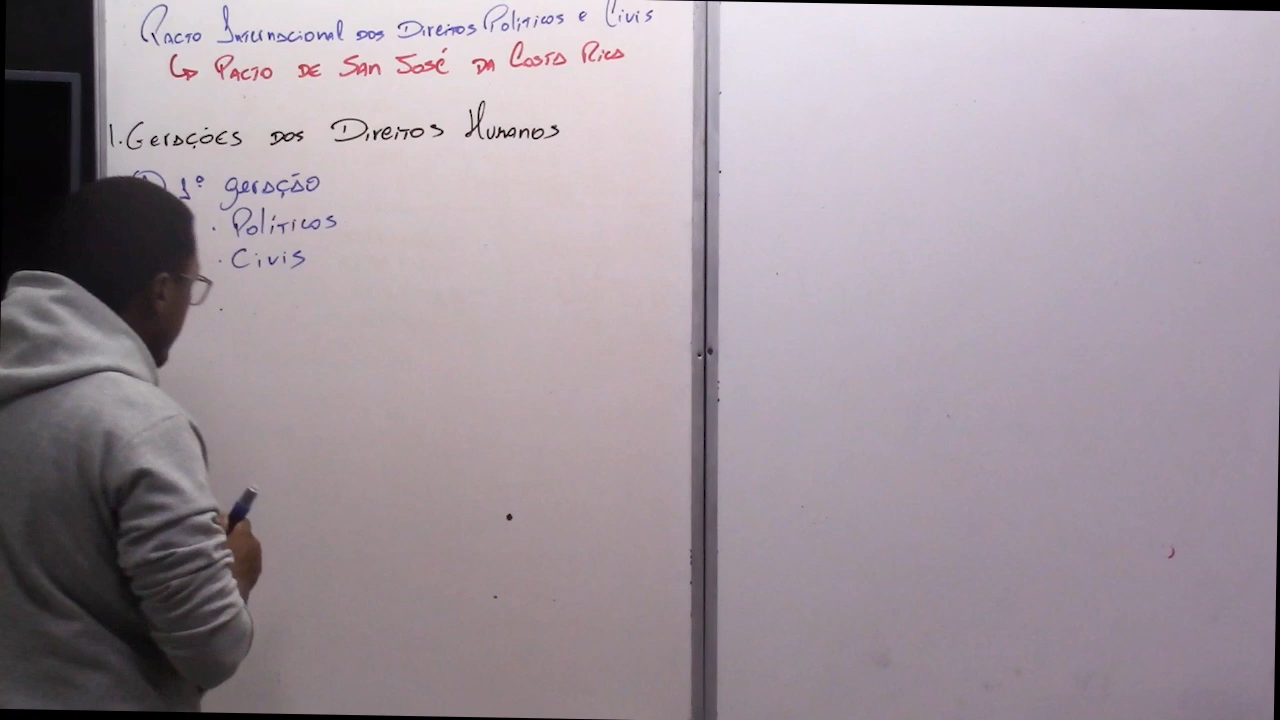 Pacto Internacional dos Direitos Políticos e Civis
↳ Pacto de San José da Costa Rica
1. Gerações dos Direitos Humanos
1º geração
· Políticos
· Civis